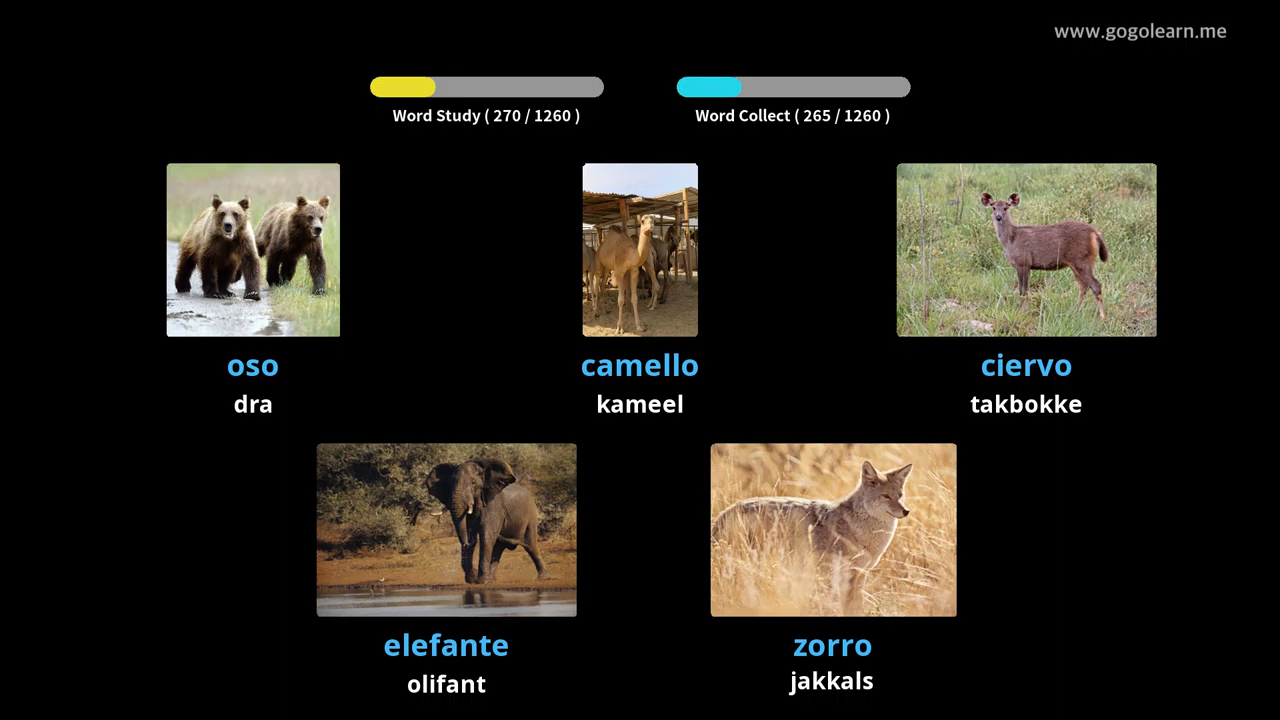 www.gogolearn.me
Word Study ( 270 / 1260 )
Word Collect ( 265 / 1260 )
oso
dra
camello
kameel
ciervo
takbokke
elefante
olifant
zorro
jakkals